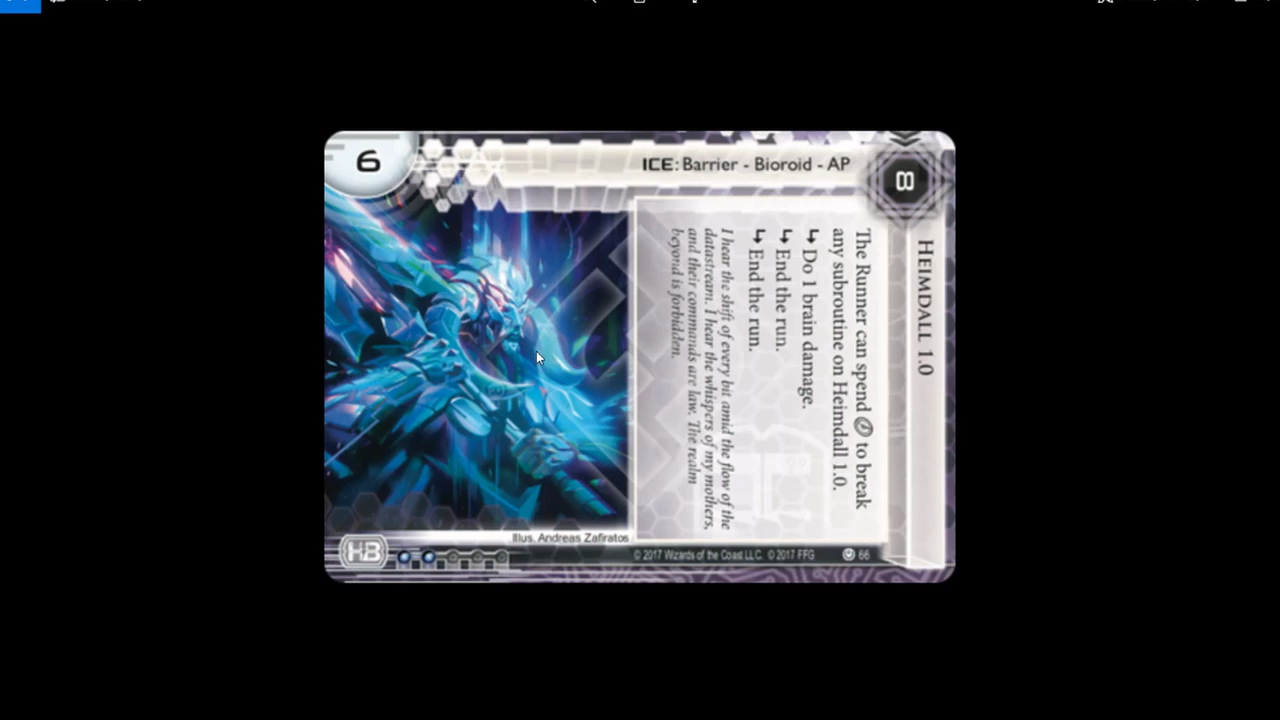 6
ICE: Barrier - Bioroid - AP
8
HEIMDALL 1.0
The Runner can spend to break
any subroutine on Heimdall 1.0.
↳ Do 1 brain damage.
↳ End the run.
↳ End the run.
I hear the shift of every bit amid the flow of the
datastream. I hear the whispers of my mothers,
and their commands are law. The realm
beyond is forbidden.
Illus. Andreas Zafiratos
HB
© 2017 Wizards of the Coast LLC. © 2017 FFG
66